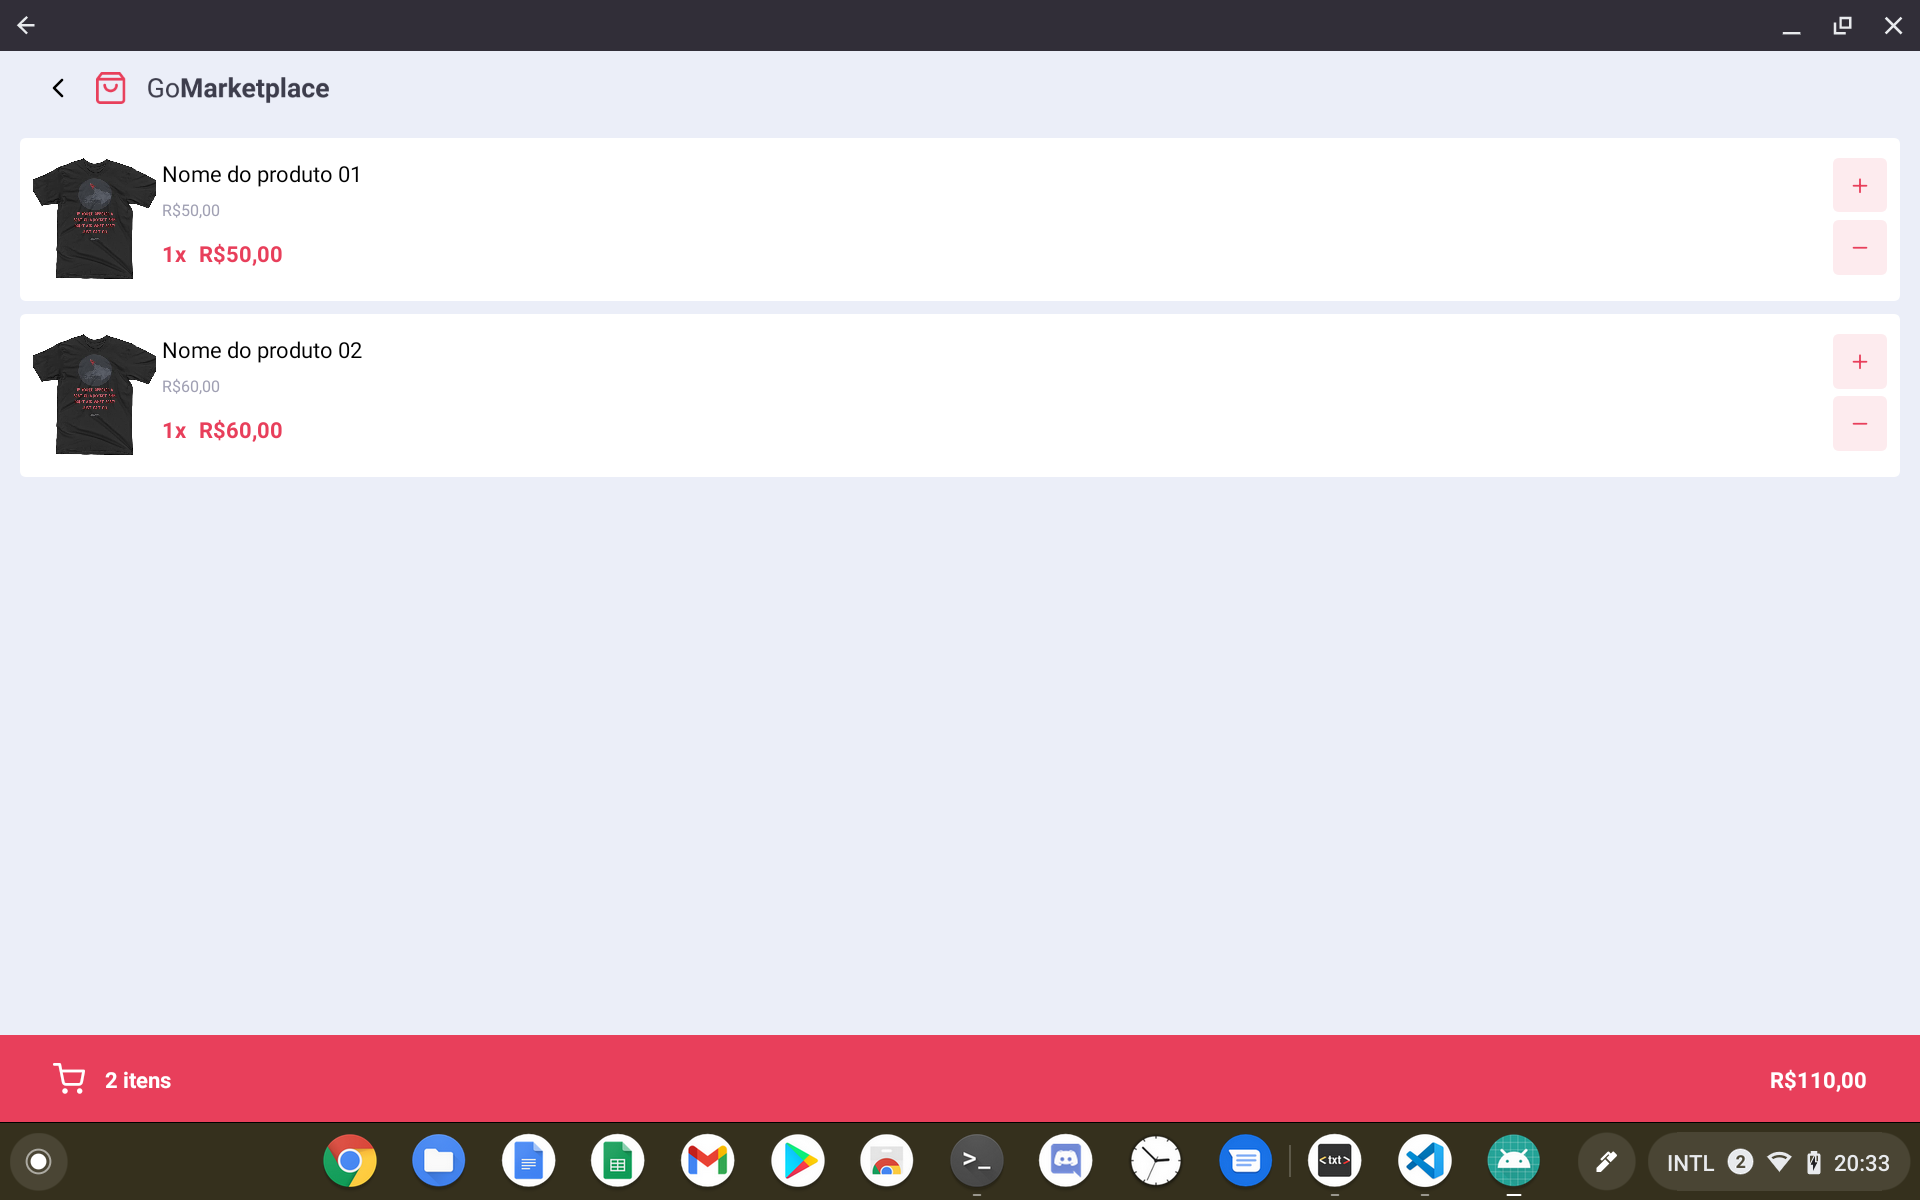 GoMarketplace
Nome do produto 01
R$50,00
1x R$50,00
+
−
Nome do produto 02
R$60,00
1x R$60,00
+
−
2 itens
R$110,00
>_
<txt>
INTL 2 20:33